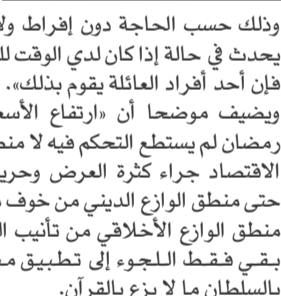 وذلك حسب الحاجة دون إفراط ولا
يحدث في حالة إذا كان لدي الوقت لل
فإن أحد أفراد العائلة يقوم بذلك».
ويضيف موضحا أن «ارتفاع الأسع
رمضان لم يستطع التحكم فيه لا منط
الاقتصاد جراء كثرة العرض وحري
حتى منطق الوازع الديني من خوف
منطق الوازع الأخلاقي من تأنيب ال
بقي فقط اللجوء إلى تطبيق م
بالسلطان ما لا يزع بالقرآن.